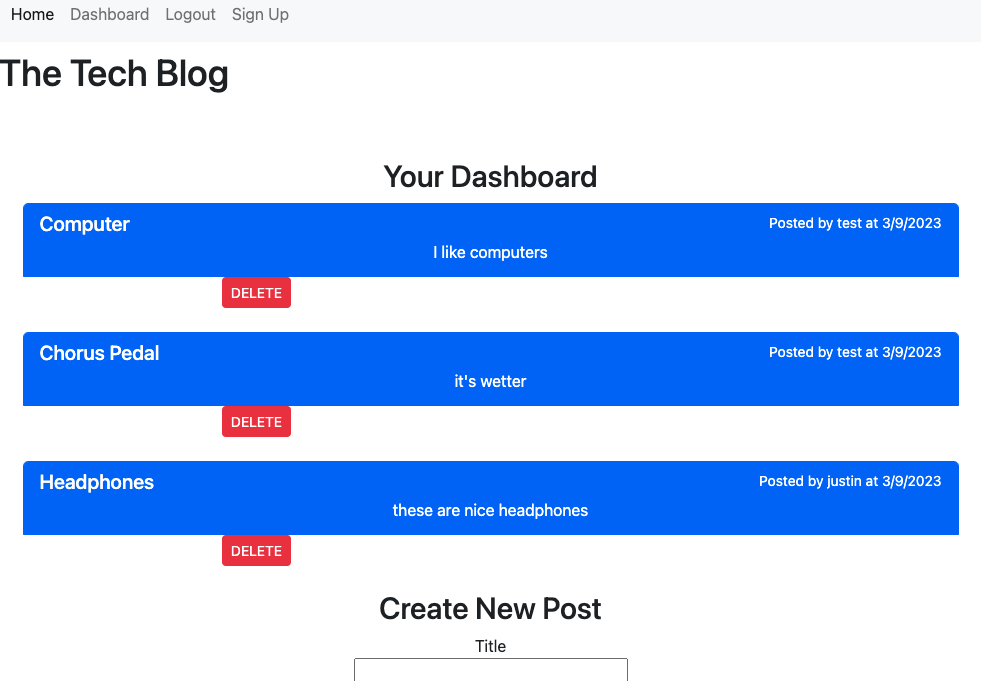 Home Dashboard Logout Sign Up
The Tech Blog
Your Dashboard
Computer Posted by test at 3/9/2023
I like computers
DELETE
Chorus Pedal Posted by test at 3/9/2023
it's wetter
DELETE
Headphones Posted by justin at 3/9/2023
these are nice headphones
DELETE
Create New Post
Title